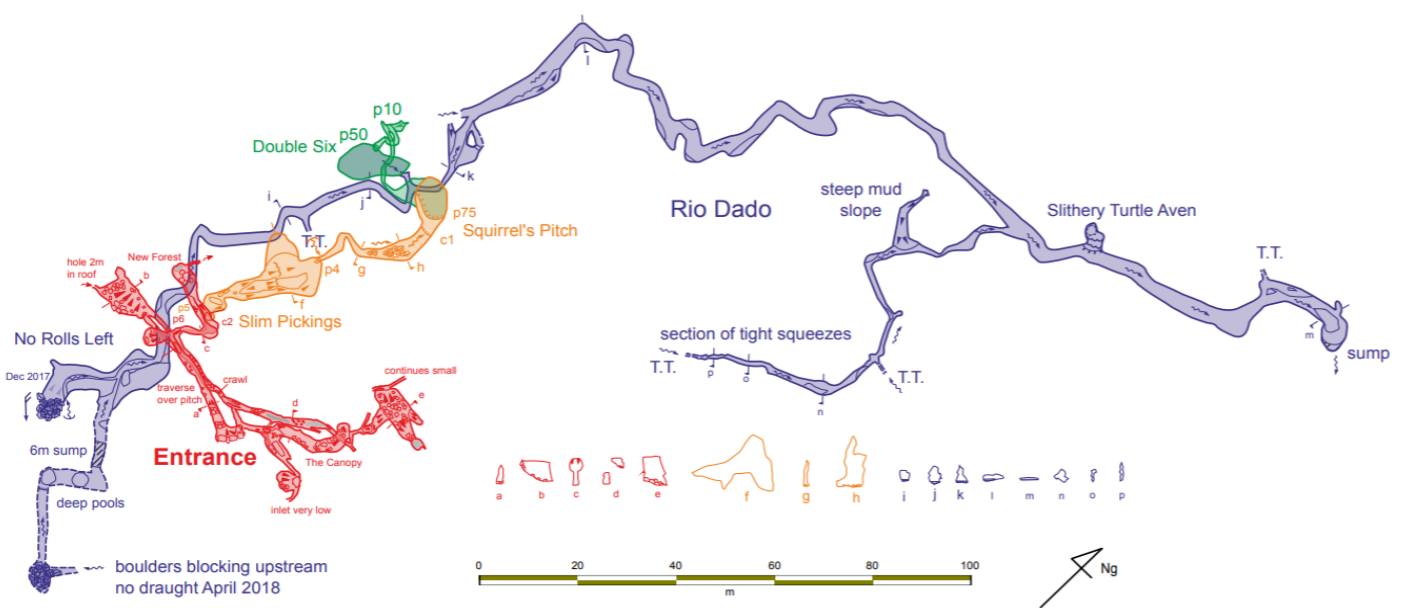 p10
p50
Double Six
l
k
i
j
steep mud
slope
p75
Rio Dado
Slithery Turtle Aven
T.T.
c1
Squirrel's Pitch
New Forest
hole 2m
in roof
b
p4
g
h
T.T.
p5
p6
f
c2
Slim Pickings
c
No Rolls Left
section of tight squeezes
m
sump
T.T.
p
o
T.T.
Dec 2017
continues small
traverse
over pitch
crawl
a
d
e
n
6m sump
Entrance
The Canopy
deep pools
inlet very low
a b c d e f g h i j k l m n o p
boulders blocking upstream
no draught April 2018
0 20 40 60 80 100
m
Ng